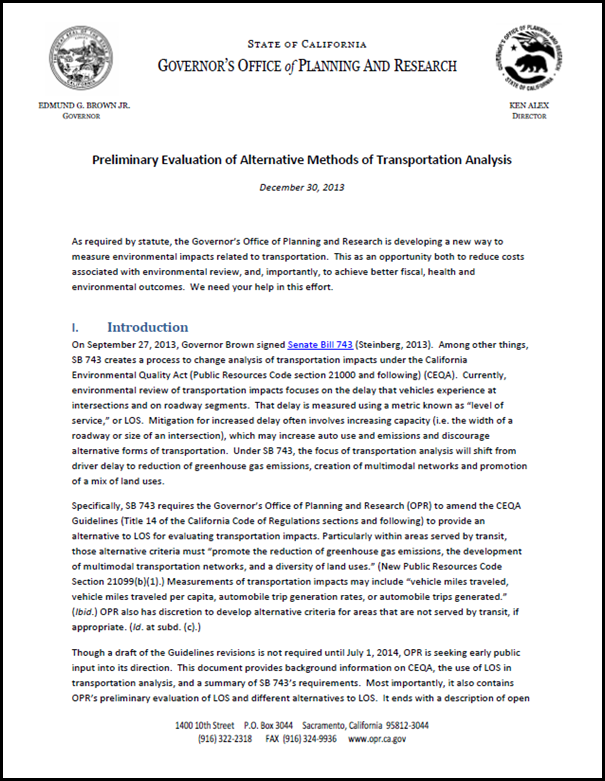 STATE OF CALIFORNIA
GOVERNOR'S OFFICE of PLANNING AND RESEARCH
EDMUND G. BROWN JR.
GOVERNOR
KEN ALEX
DIRECTOR
Preliminary Evaluation of Alternative Methods of Transportation Analysis
December 30, 2013
As required by statute, the Governor's Office of Planning and Research is developing a new way to
measure environmental impacts related to transportation.  This as an opportunity both to reduce costs
associated with environmental review, and, importantly, to achieve better fiscal, health and
environmental outcomes.  We need your help in this effort.
I. Introduction
On September 27, 2013, Governor Brown signed Senate Bill 743 (Steinberg, 2013).  Among other things,
SB 743 creates a process to change analysis of transportation impacts under the California
Environmental Quality Act (Public Resources Code section 21000 and following) (CEQA).  Currently,
environmental review of transportation impacts focuses on the delay that vehicles experience at
intersections and on roadway segments.  That delay is measured using a metric known as "level of
service," or LOS.  Mitigation for increased delay often involves increasing capacity (i.e. the width of a
roadway or size of an intersection), which may increase auto use and emissions and discourage
alternative forms of transportation.  Under SB 743, the focus of transportation analysis will shift from
driver delay to reduction of greenhouse gas emissions, creation of multimodal networks and promotion
of a mix of land uses.
Specifically, SB 743 requires the Governor's Office of Planning and Research (OPR) to amend the CEQA
Guidelines (Title 14 of the California Code of Regulations sections and following) to provide an
alternative to LOS for evaluating transportation impacts. Particularly within areas served by transit,
those alternative criteria must "promote the reduction of greenhouse gas emissions, the development
of multimodal transportation networks, and a diversity of land uses." (New Public Resources Code
Section 21099(b)(1).) Measurements of transportation impacts may include "vehicle miles traveled,
vehicle miles traveled per capita, automobile trip generation rates, or automobile trips generated."
(Ibid.) OPR also has discretion to develop alternative criteria for areas that are not served by transit, if
appropriate. (Id. at subd. (c).)
Though a draft of the Guidelines revisions is not required until July 1, 2014, OPR is seeking early public
input into its direction.  This document provides background information on CEQA, the use of LOS in
transportation analysis, and a summary of SB 743's requirements.  Most importantly, it also contains
OPR's preliminary evaluation of LOS and different alternatives to LOS.  It ends with a description of open
1400 10th Street    P.O. Box 3044    Sacramento, California  95812-3044
(916) 322-2318    FAX  (916) 324-9936    www.opr.ca.gov